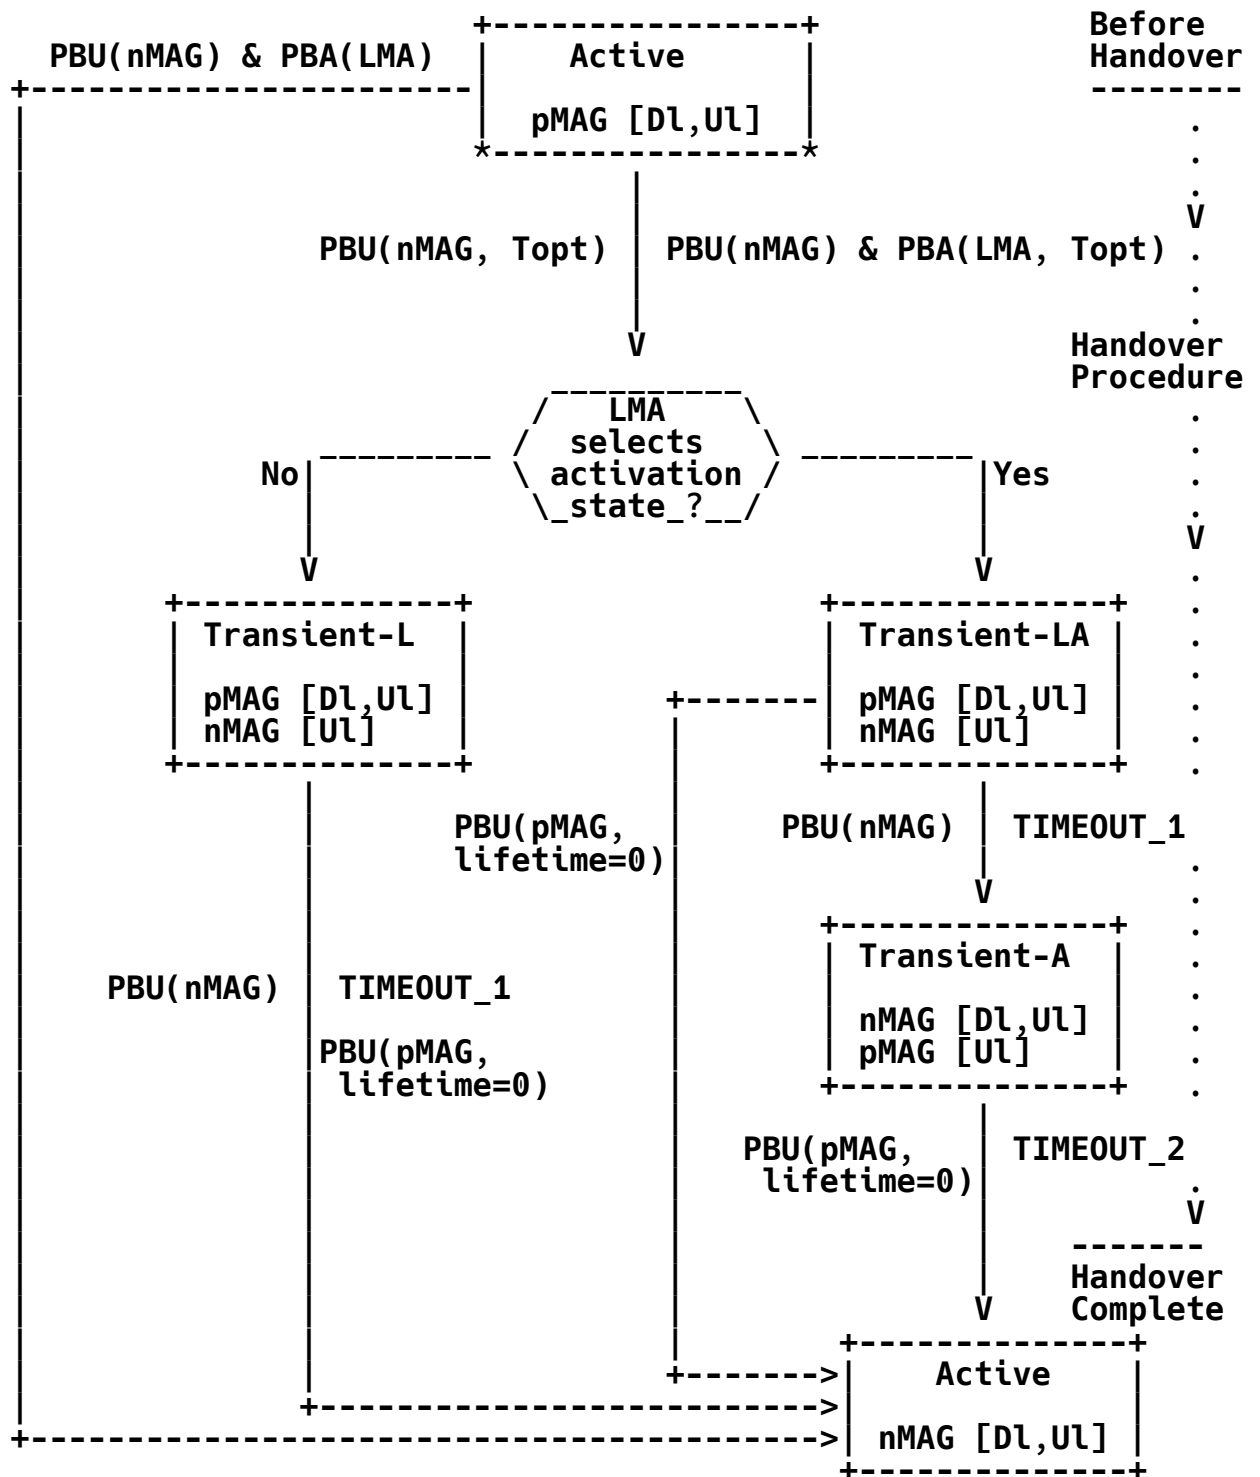 Before
PBU(nMAG) & PBA(LMA) Active Handover
pMAG [Dl,Ul]
PBU(nMAG, Topt) PBU(nMAG) & PBA(LMA, Topt)
Handover
Procedure
LMA
selects
No activation Yes
state ?
Transient-L Transient-LA
pMAG [Dl,Ul] pMAG [Dl,Ul]
nMAG [Ul] nMAG [Ul]
PBU(pMAG, PBU(nMAG) TIMEOUT_1
lifetime=0)
Transient-A
PBU(nMAG) TIMEOUT_1
nMAG [Dl,Ul]
PBU(pMAG, pMAG [Ul]
lifetime=0)
PBU(pMAG, TIMEOUT_2
lifetime=0)
Handover
Complete
Active
nMAG [Dl,Ul]